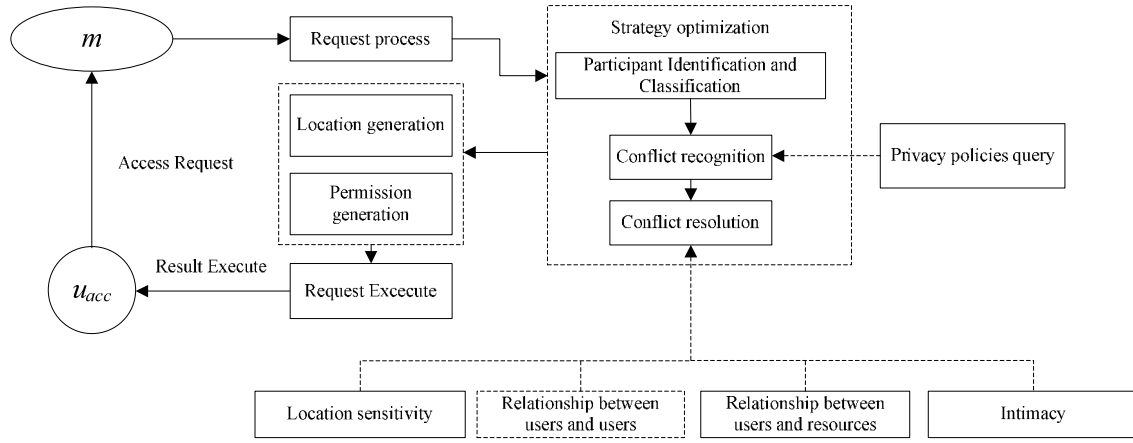 m
Request process
Strategy optimization
Participant Identification and
Classification
Location generation
Access Request
Conflict recognition
Privacy policies query
Permission
generation
Conflict resolution
Result Execute
u_acc
Request Excecute
Location sensitivity
Relationship between
users and users
Relationship between
users and resources
Intimacy